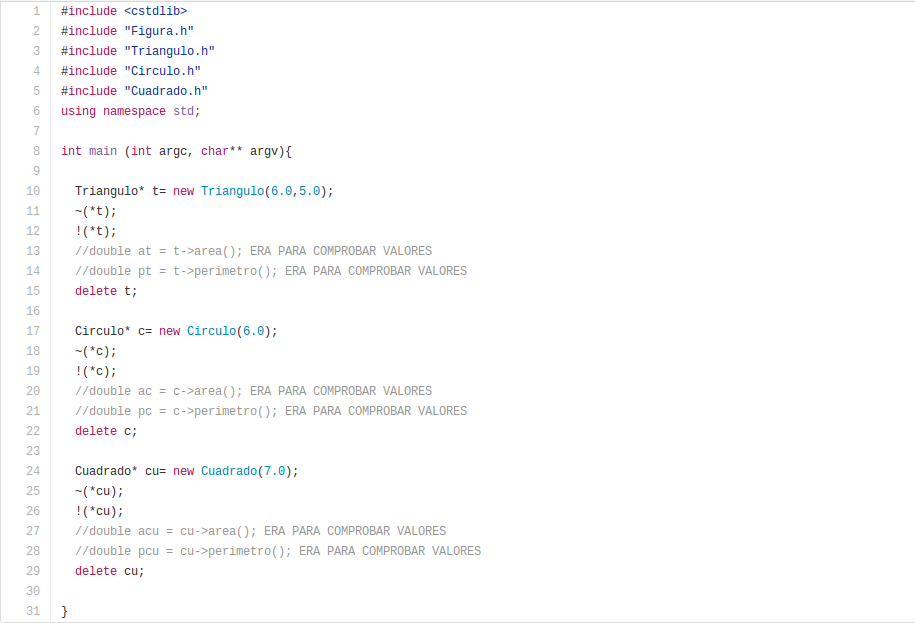 1 #include <cstdlib>
2 #include "Figura.h"
3 #include "Triangulo.h"
4 #include "Circulo.h"
5 #include "Cuadrado.h"
6 using namespace std;
7
8 int main (int argc, char** argv){
9
10 Triangulo* t= new Triangulo(6.0,5.0);
11 ~(*t);
12 !(*t);
13 //double at = t->area(); ERA PARA COMPROBAR VALORES
14 //double pt = t->perimetro(); ERA PARA COMPROBAR VALORES
15 delete t;
16
17 Circulo* c= new Circulo(6.0);
18 ~(*c);
19 !(*c);
20 //double ac = c->area(); ERA PARA COMPROBAR VALORES
21 //double pc = c->perimetro(); ERA PARA COMPROBAR VALORES
22 delete c;
23
24 Cuadrado* cu= new Cuadrado(7.0);
25 ~(*cu);
26 !(*cu);
27 //double acu = cu->area(); ERA PARA COMPROBAR VALORES
28 //double pcu = cu->perimetro(); ERA PARA COMPROBAR VALORES
29 delete cu;
30
31 }